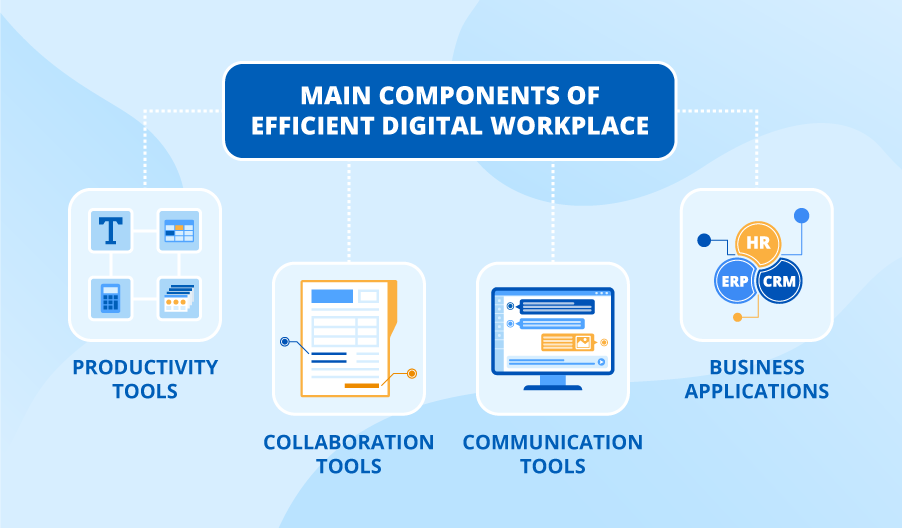 MAIN COMPONENTS OF
EFFICIENT DIGITAL WORKPLACE
T
PRODUCTIVITY
TOOLS
COLLABORATION
TOOLS
COMMUNICATION
TOOLS
HR
ERP
CRM
BUSINESS
APPLICATIONS